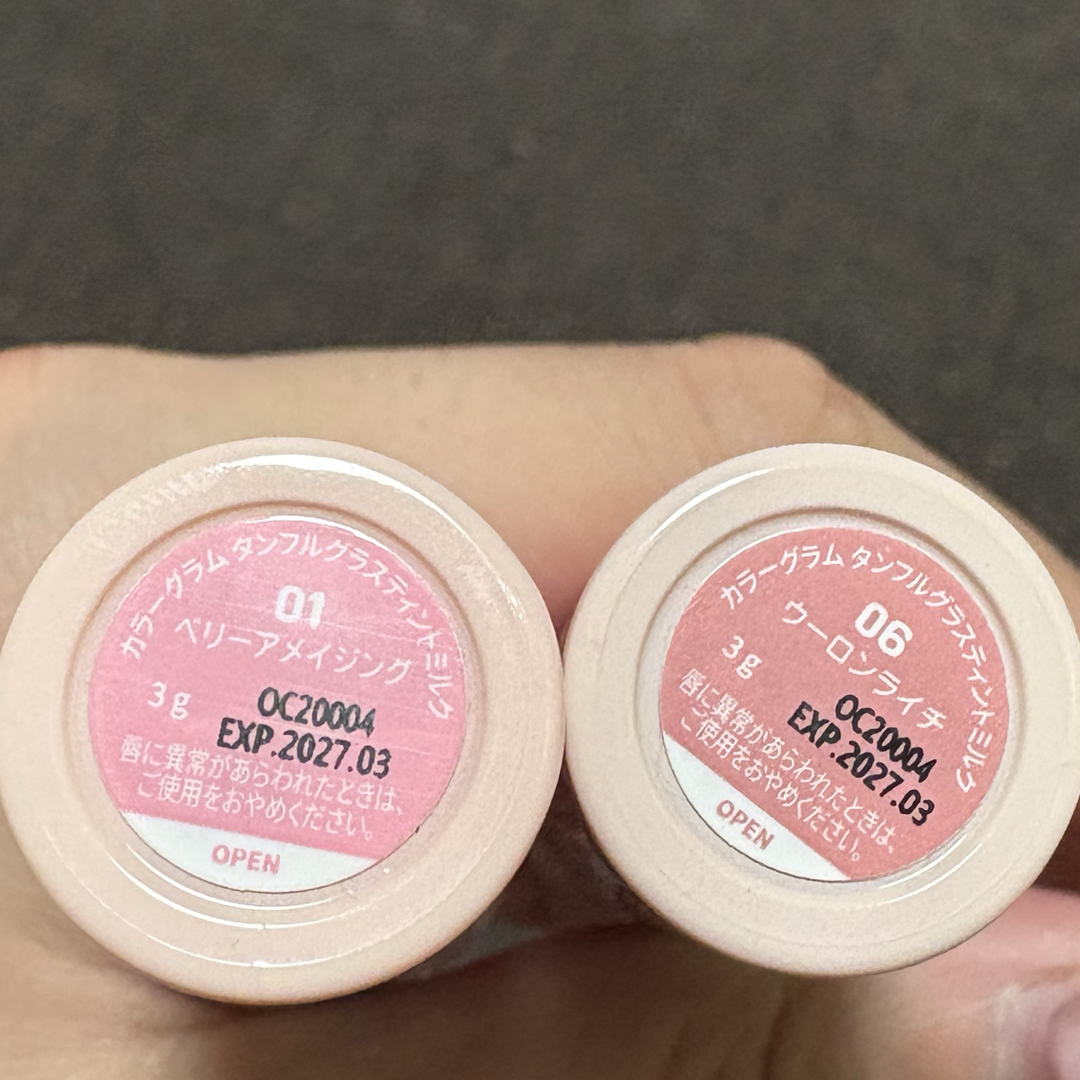 カラーグラム タンフルグラスティントミルク
01
ベリーアメイジング
3g
OC20004
EXP.2027.03
唇に異常があらわれたときは、
ご使用をおやめください。
OPEN
カラーグラム タンフルグラスティントミルク
06
ウーロンライチ
3g
OC20004
EXP.2027.03
唇に異常があらわれたときは、
ご使用をおやめください。
OPEN